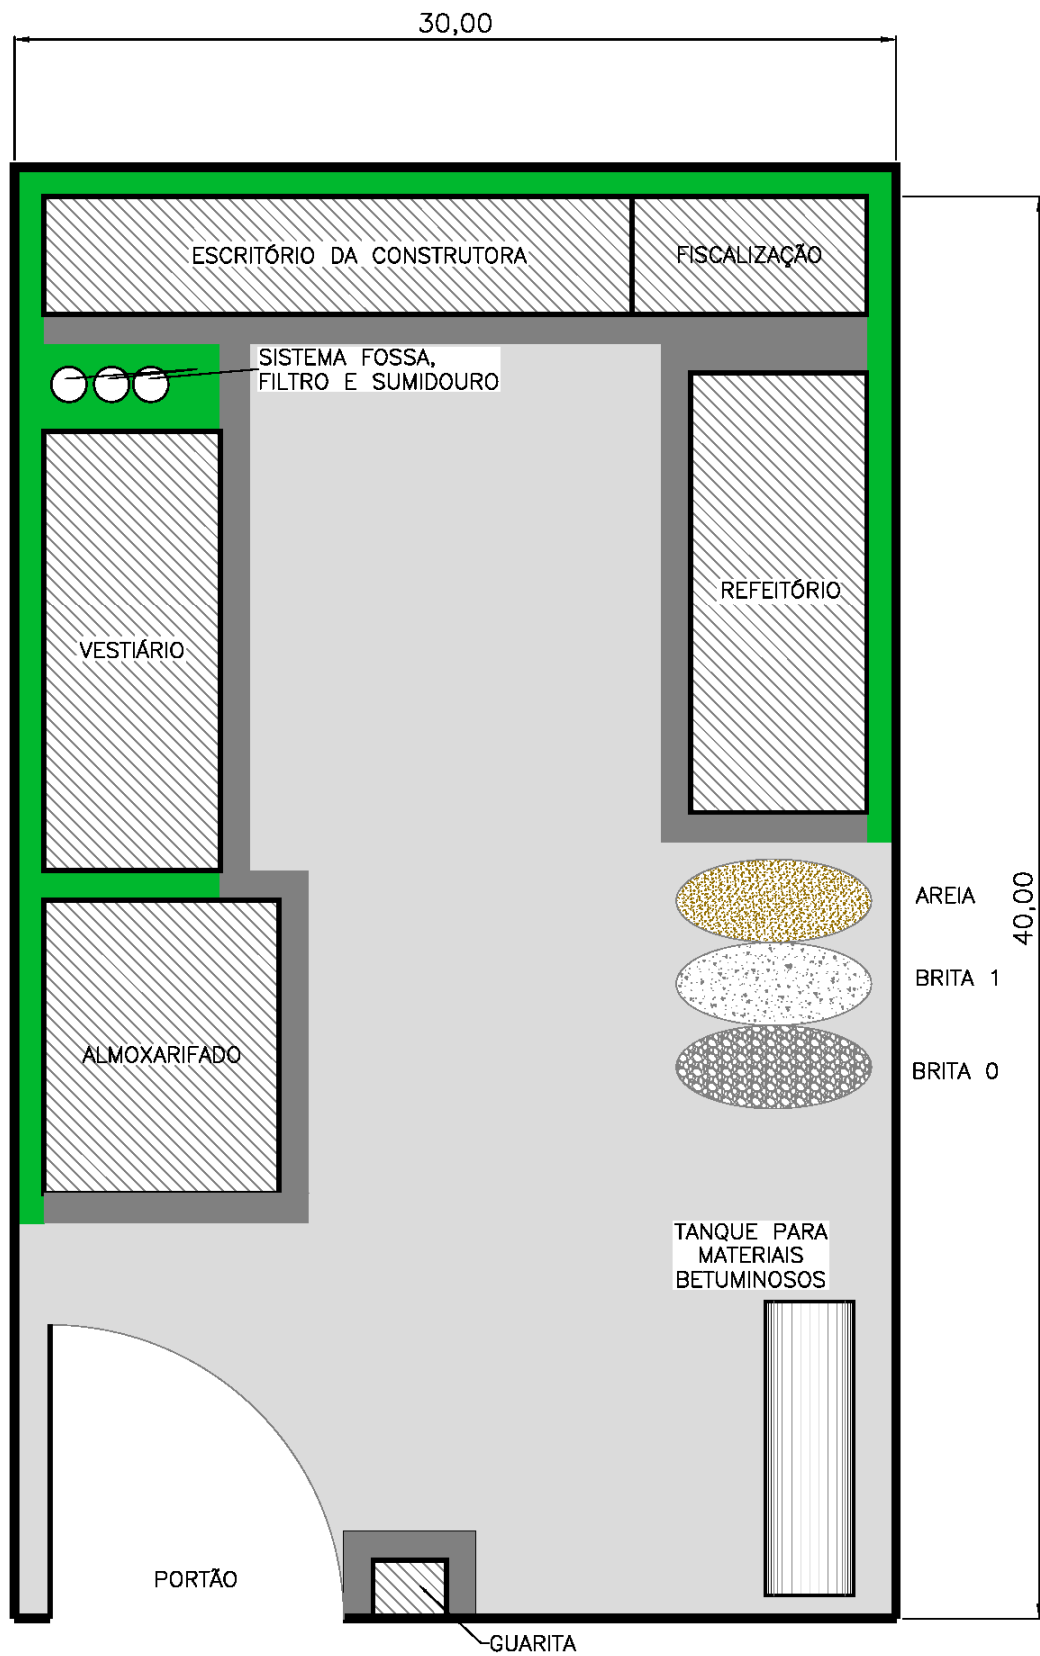 30,00
ESCRITÓRIO DA CONSTRUTORA
FISCALIZAÇÃO
SISTEMA FOSSA,
FILTRO E SUMIDOURO
REFEITÓRIO
VESTIÁRIO
AREIA
40,00
BRITA 1
ALMOXARIFADO
BRITA 0
TANQUE PARA
MATERIAIS
BETUMINOSOS
PORTÃO
GUARITA